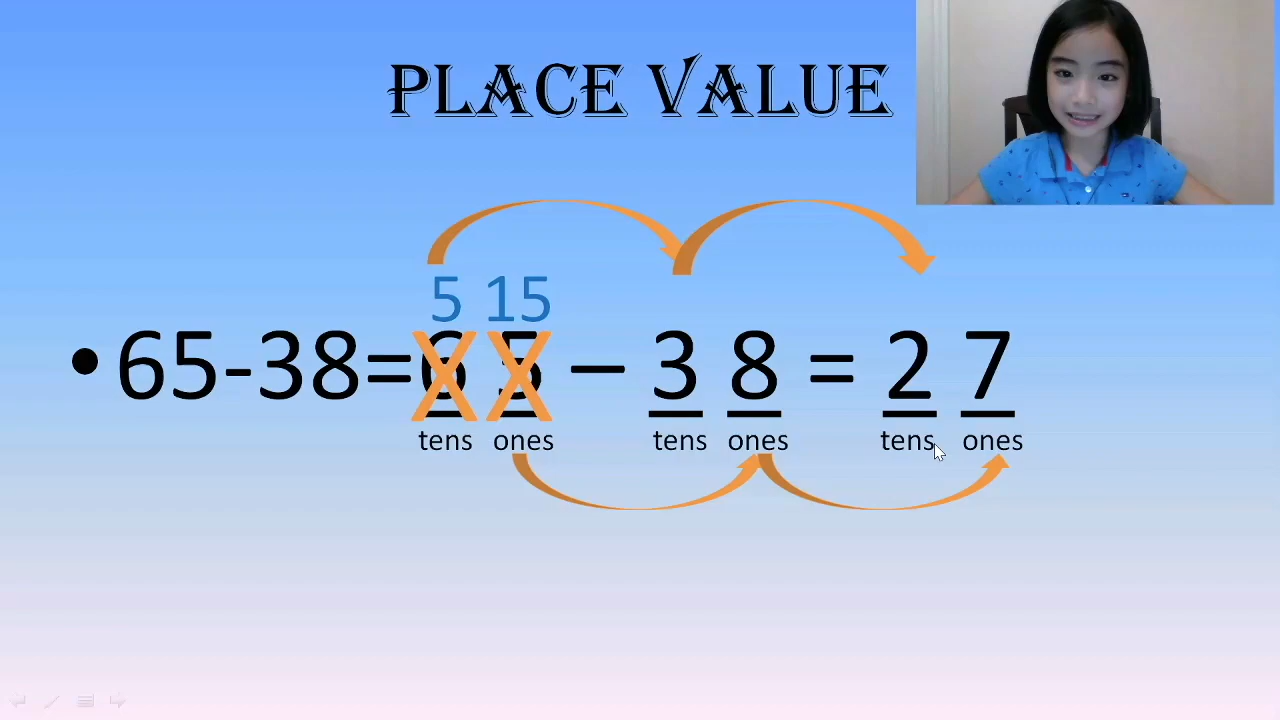 PLACE VALUE
5 15
• 65-38=6 5 – 3 8 = 2 7
tens ones tens ones tens ones